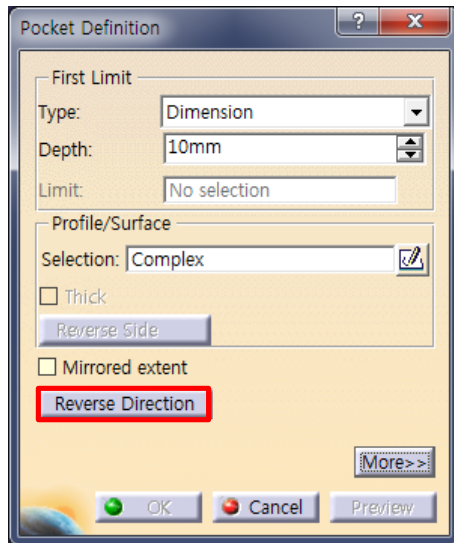 Pocket Definition
?
First Limit
Type: Dimension
Depth: 10mm
Limit: No selection
Profile/Surface
Selection: Complex
Thick
Reverse Side
Mirrored extent
Reverse Direction
More>>
OK Cancel Preview